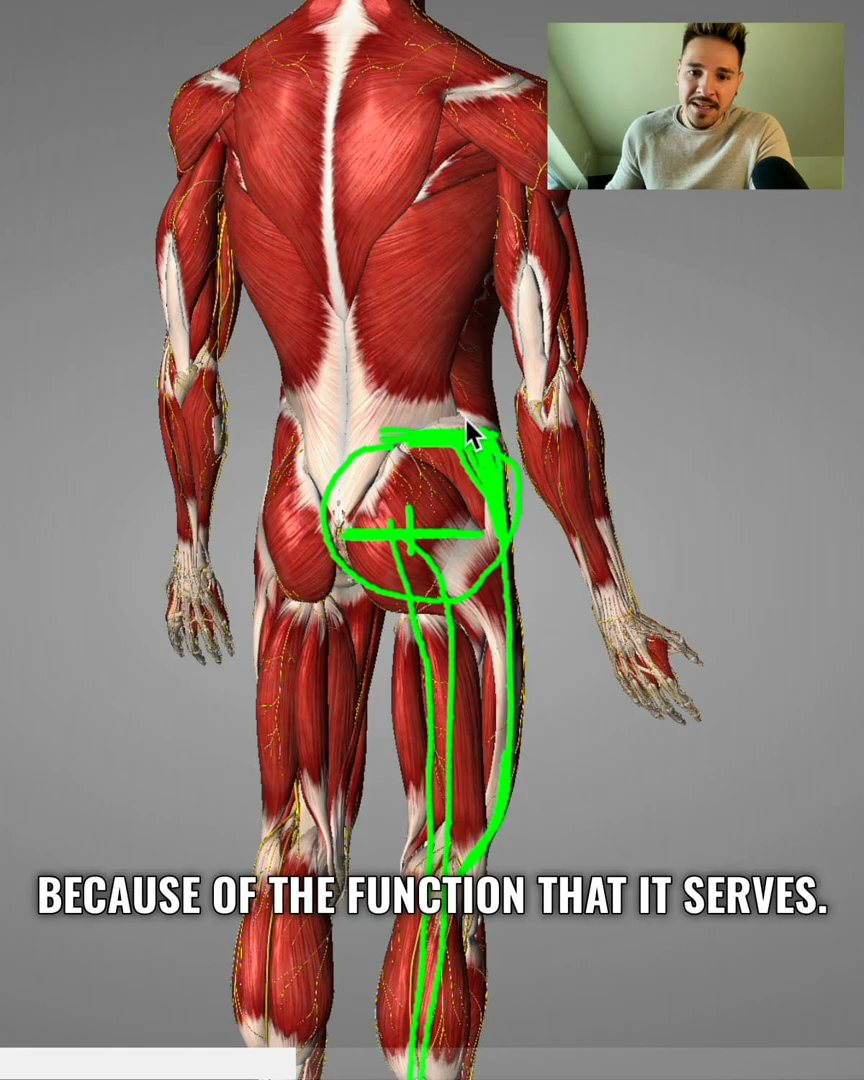 BECAUSE OF THE FUNCTION THAT IT SERVES.